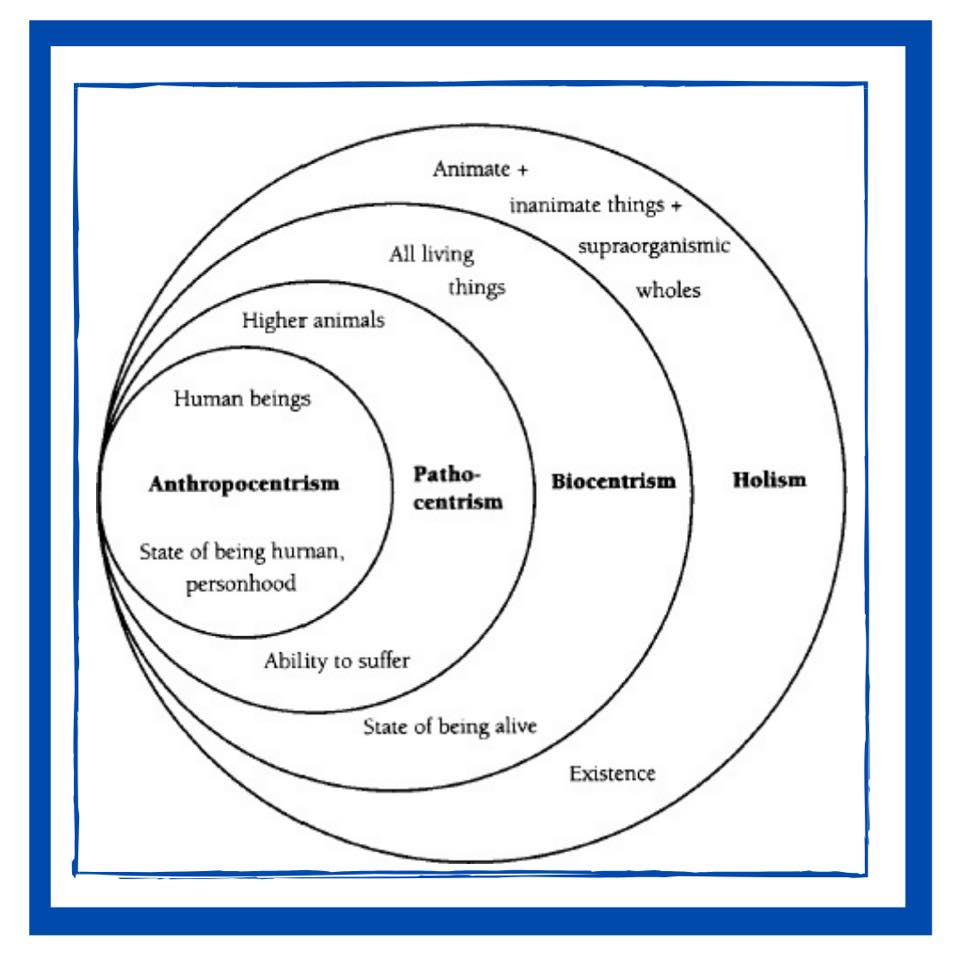 Animate +
inanimate things +
supraorganismic
wholes
All living
things
Higher animals
Human beings
Anthropocentrism
Patho-
centrism
Biocentrism
Holism
State of being human,
personhood
Ability to suffer
State of being alive
Existence